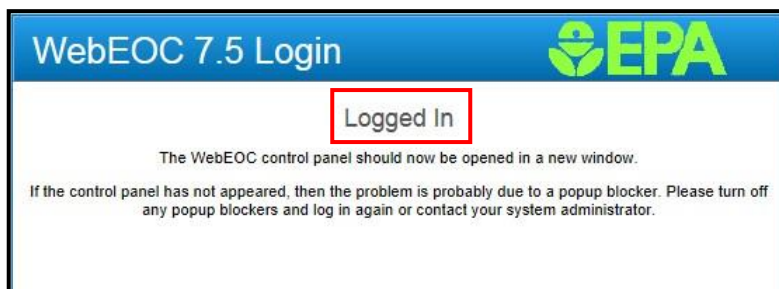 WebEOC 7.5 Login
EPA
Logged In
The WebEOC control panel should now be opened in a new window.
If the control panel has not appeared, then the problem is probably due to a popup blocker. Please turn off
any popup blockers and log in again or contact your system administrator.